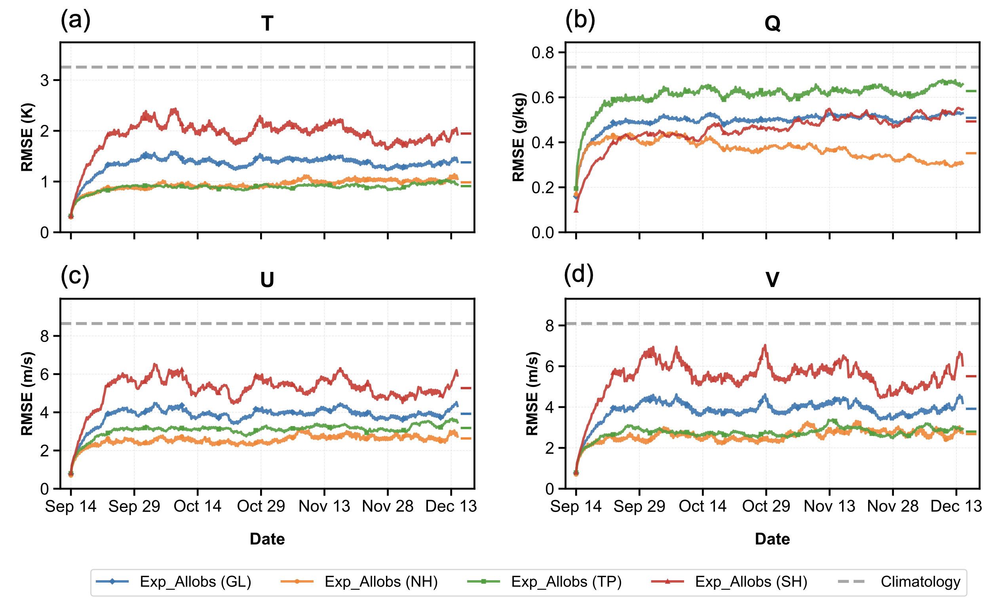 (a)
T
(b)
Q
RMSE (K)
3
2
1
0
RMSE (g/kg)
0.8
0.6
0.4
0.2
0.0
(c)
U
(d)
V
RMSE (m/s)
8
6
4
2
0
Sep 14 Sep 29 Oct 14 Oct 29 Nov 13 Nov 28 Dec 13
Date
RMSE (m/s)
8
6
4
2
0
Sep 14 Sep 29 Oct 14 Oct 29 Nov 13 Nov 28 Dec 13
Date
Exp_Allobs (GL) Exp_Allobs (NH) Exp_Allobs (TP) Exp_Allobs (SH) Climatology